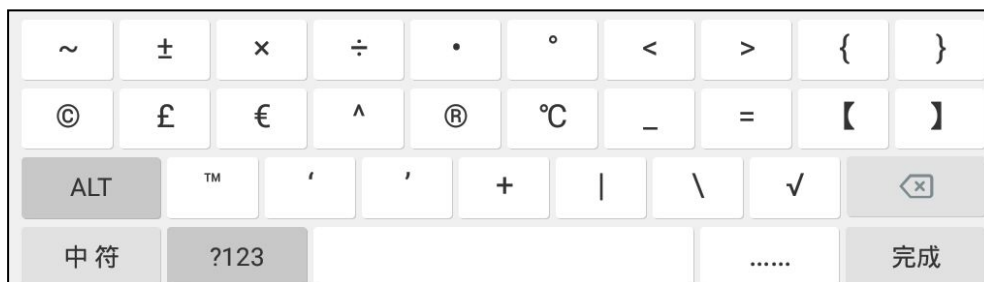 ~ ± × ÷ • ° < > { }
© £ € ^ ® ℃ _ = 【 】
ALT ™ ‘ ’ + | \ √
中符 ?123 …… 完成